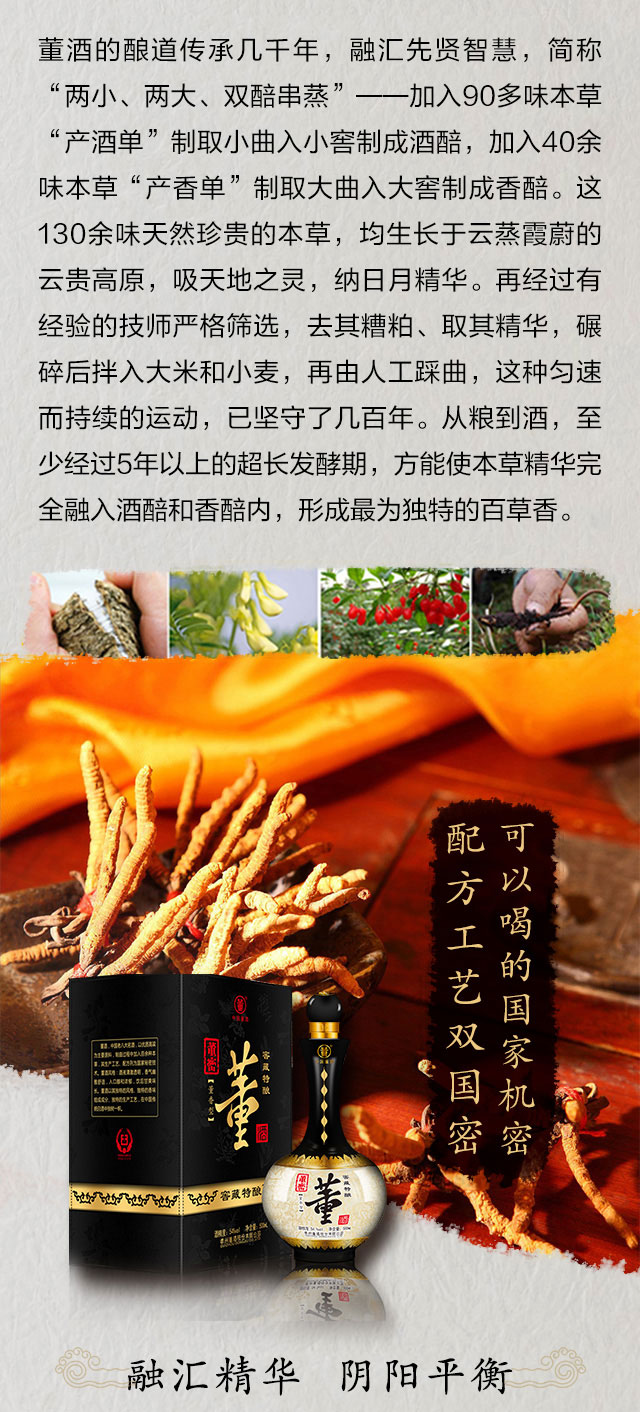 董酒的酿道传承几千年，融汇先贤智慧，简称
“两小、两大、双醅串蒸”——加入90多味本草
“产酒单”制取小曲入小窖制成酒醅，加入40余
味本草“产香单”制取大曲入大窖制成香醅。这
130余味天然珍贵的本草，均生长于云蒸霞蔚的
云贵高原，吸天地之灵，纳日月精华。再经过有
经验的技师严格筛选，去其糟粕、取其精华，碾
碎后拌入大米和小麦，再由人工踩曲，这种匀速
而持续的运动，已坚守了几百年。从粮到酒，至
少经过5年以上的超长发酵期，方能使本草精华完
全融入酒醅和香醅内，形成最为独特的百草香。
可以喝的国家机密
配方工艺双国密
董
窖藏特酿
窖藏特酿
董
窖藏特酿
融汇精华 阴阳平衡